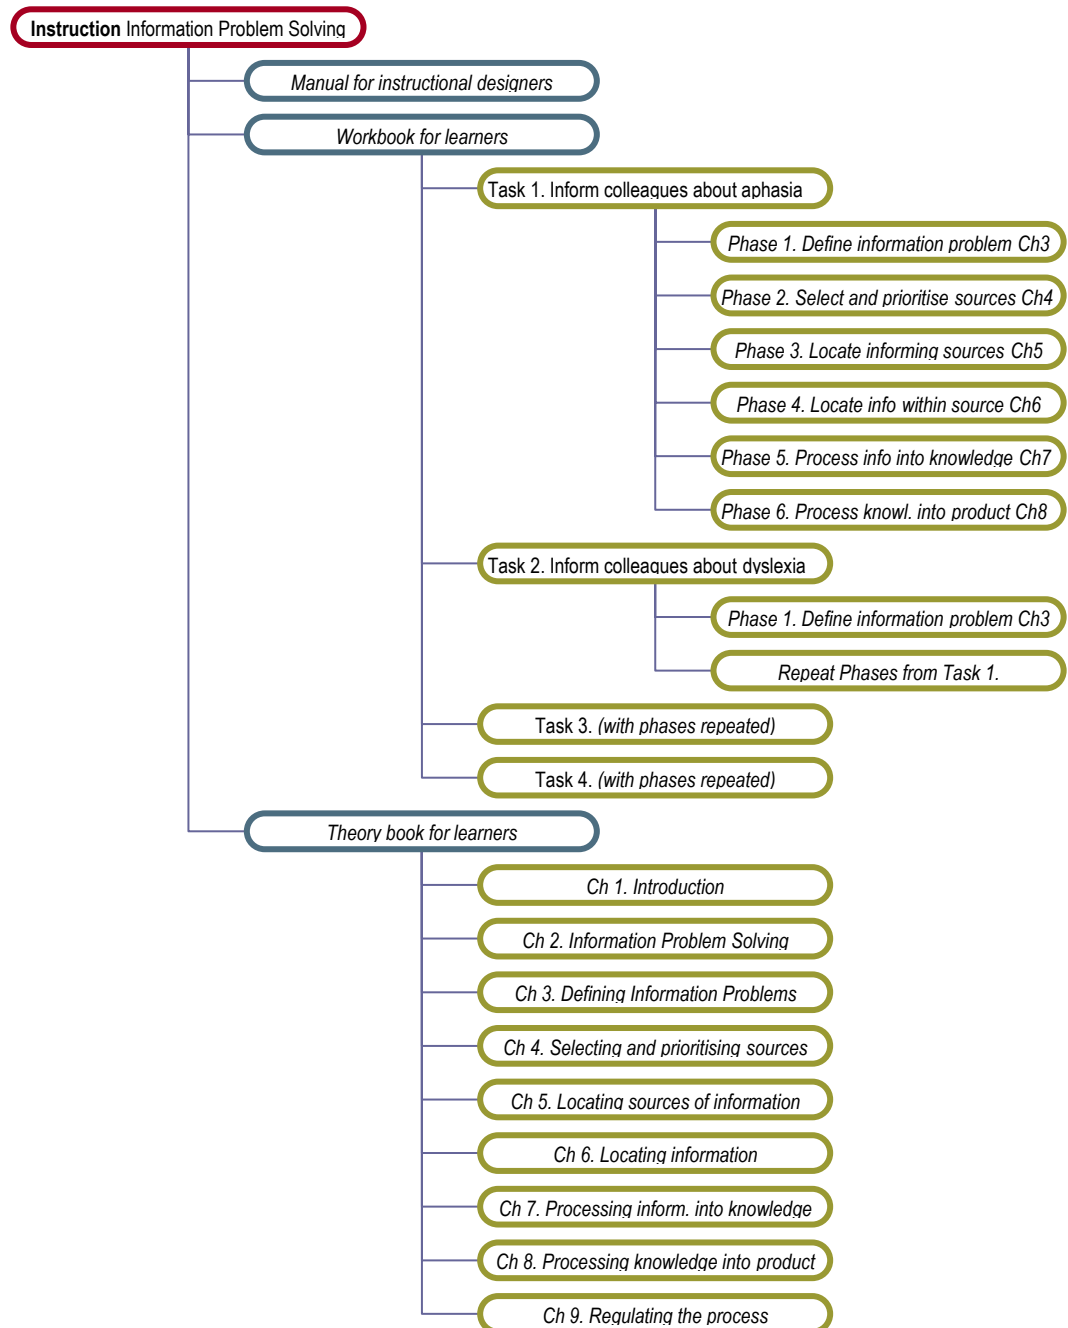 Instruction Information Problem Solving
Manual for instructional designers
Workbook for learners
Task 1. Inform colleagues about aphasia
Phase 1. Define information problem Ch3
Phase 2. Select and prioritise sources Ch4
Phase 3. Locate informing sources Ch5
Phase 4. Locate info within source Ch6
Phase 5. Process info into knowledge Ch7
Phase 6. Process knowl. into product Ch8
Task 2. Inform colleagues about dyslexia
Phase 1. Define information problem Ch3
Repeat Phases from Task 1.
Task 3. (with phases repeated)
Task 4. (with phases repeated)
Theory book for learners
Ch 1. Introduction
Ch 2. Information Problem Solving
Ch 3. Defining Information Problems
Ch 4. Selecting and prioritising sources
Ch 5. Locating sources of information
Ch 6. Locating information
Ch 7. Processing inform. into knowledge
Ch 8. Processing knowledge into product
Ch 9. Regulating the process